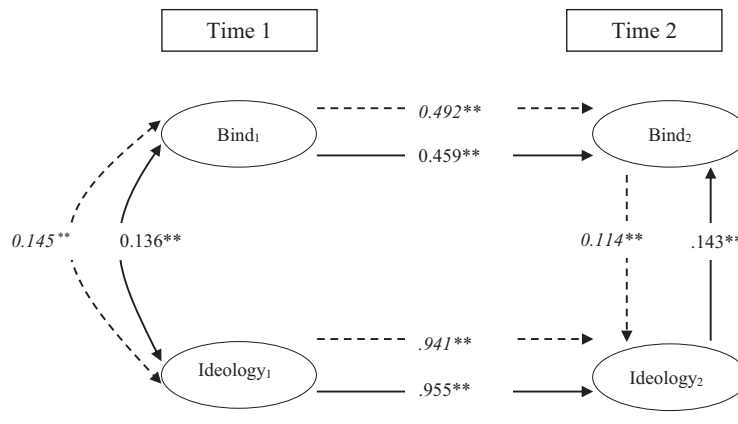 Time 1
Time 2
0.492**
Bind₁
Bind₂
0.459**
0.145**
0.136**
0.114**
.143**
.941**
Ideology₁
Ideology₂
.955**